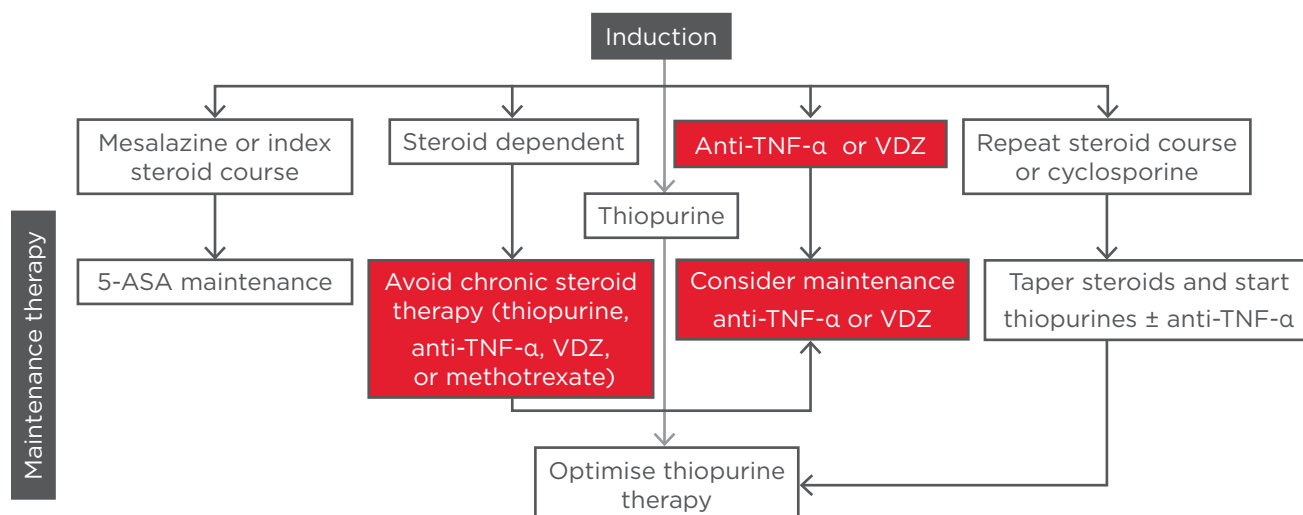 Induction
Mesalazine or index
steroid course
Steroid dependent
Anti-TNF-α or VDZ
Repeat steroid course
or cyclosporine
Thiopurine
Maintenance therapy
5-ASA maintenance
Avoid chronic steroid
therapy (thiopurine,
anti-TNF-α, VDZ,
or methotrexate)
Consider maintenance
anti-TNF-α or VDZ
Taper steroids and start
thiopurines ± anti-TNF-α
Optimise thiopurine
therapy